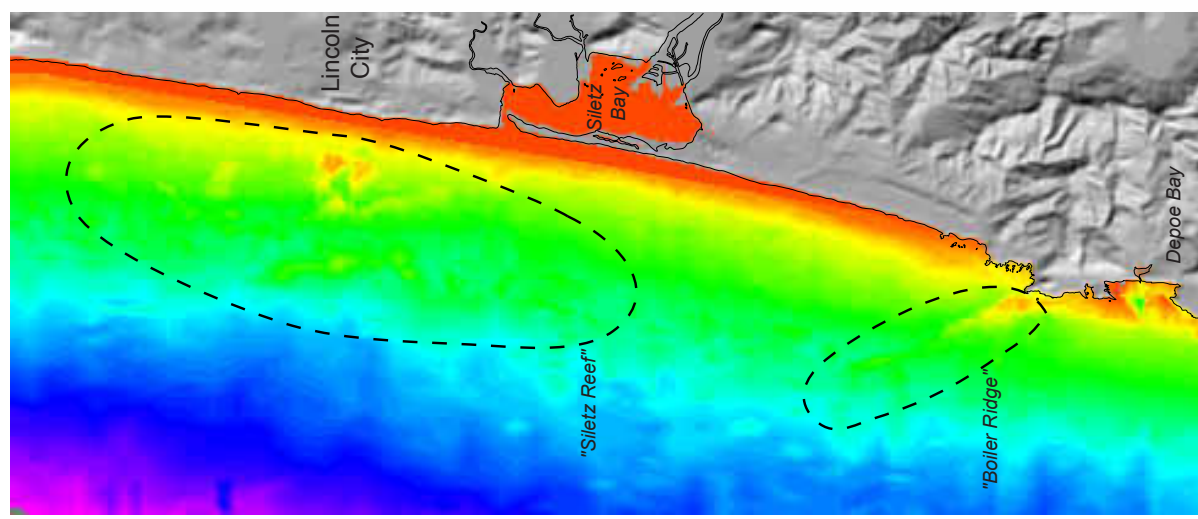 Lincoln
City
Siletz
Bay
Depoe Bay
"Siletz Reef"
"Boiler Ridge"